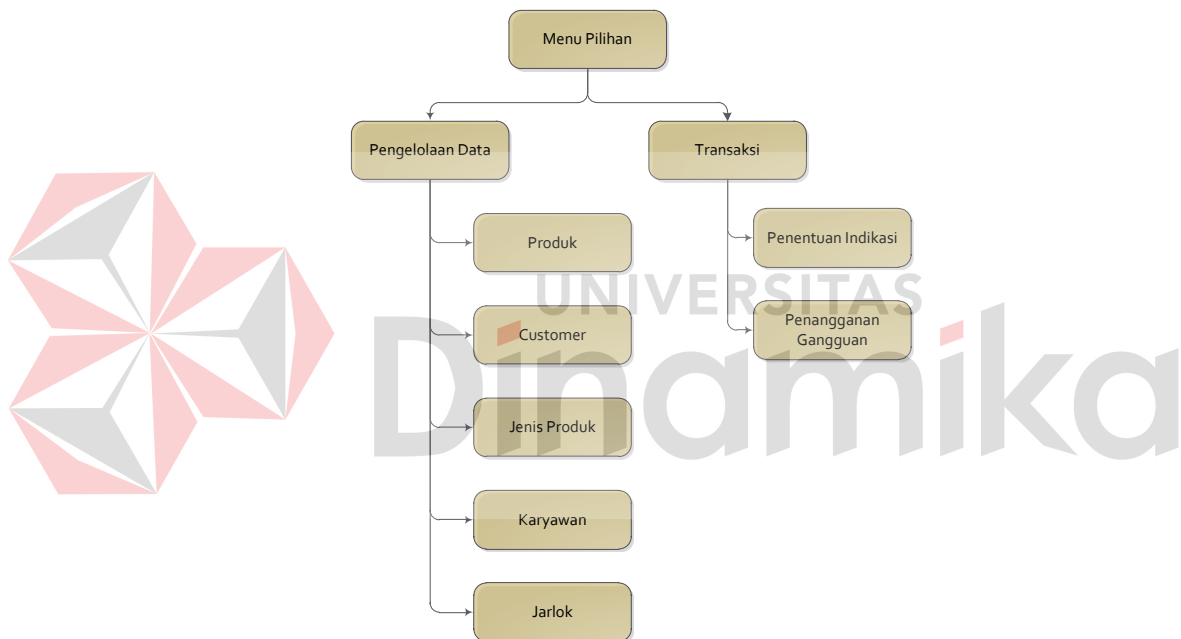 Menu Pilihan
Pengelolaan Data
Transaksi
Produk
Penentuan Indikasi
UNIVERSITAS
Dinamika
Customer
Penangganan
Gangguan
Jenis Produk
Karyawan
Jarlok